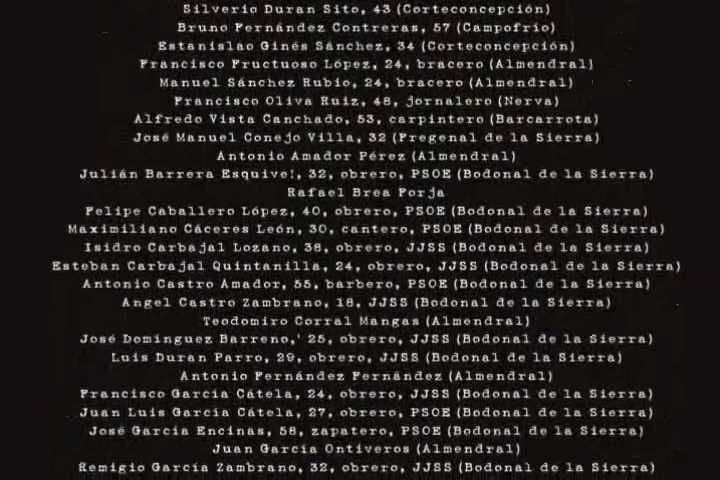 Silverio Duran Sito, 43 (Corteconcepción)
Bruno Fernández Contreras, 57 (Campofrío)
Estanislao Ginés Sánchez, 34 (Corteconcepción)
Francisco Fructuoso López, 24, bracero (Almendral)
Manuel Sánchez Rubio, 24, bracero (Almendral)
Francisco Oliva Ruiz, 48, jornalero (Nerva)
Alfredo Vista Canchado, 53, carpintero (Barcarrota)
José Manuel Conejo Villa, 32 (Fregenal de la Sierra)
Antonio Amador Pérez (Almendral)
Julián Barrera Esquive!, 32, obrero, PSOE (Bodonal de la Sierra)
Rafael Brea Forja
Felipe Caballero López, 40, obrero, PSOE (Bodonal de la Sierra)
Maximiliano Cáceres León, 30, cantero, PSOE (Bodonal de la Sierra)
Isidro Carbajal Lozano, 38, obrero, JJSS (Bodonal de la Sierra)
Esteban Carbajal Quintanilla, 24, obrero, JJSS (Bodonal de la Sierra)
Antonio Castro Amador, 55, barbero, PSOE (Bodonal de la Sierra)
Angel Castro Zambrano, 18, JJSS (Bodonal de la Sierra)
Teodomiro Corral Mangas (Almendral)
José Domínguez Barreno,' 25, obrero, JJSS (Bodonal de la Sierra)
Luis Duran Parro, 29, obrero, JJSS (Bodonal de la Sierra)
Antonio Fernández Fernández (Almendral)
Francisco García Cátela, 24, obrero, JJSS (Bodonal de la Sierra)
Juan Luis García Cátela, 27, obrero, PSOE (Bodonal de la Sierra)
José García Encinas, 58, zapatero, PSOE (Bodonal de la Sierra)
Juan García Ontiveros (Almendral)
Remigio García Zambrano, 32, obrero, JJSS (Bodonal de la Sierra)